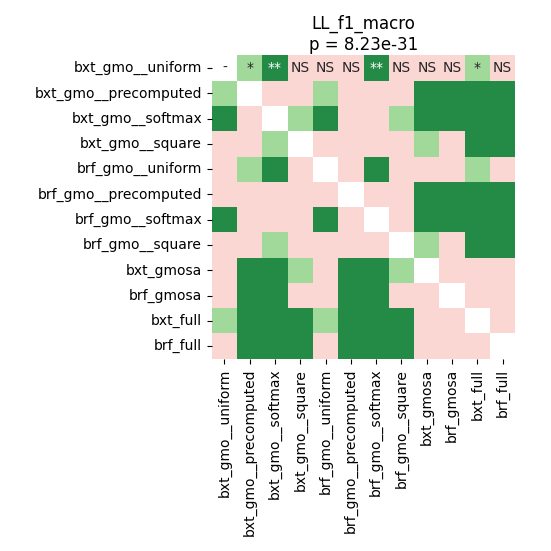 LL_f1_macro
p = 8.23e-31
bxt_gmo__uniform - * ** NS NS NS ** NS NS NS * NS
bxt_gmo__precomputed
bxt_gmo__softmax
bxt_gmo__square
brf_gmo__uniform
brf_gmo__precomputed
brf_gmo__softmax
brf_gmo__square
bxt_gmosa
brf_gmosa
bxt_full
brf_full
bxt_gmo__uniform
bxt_gmo__precomputed
bxt_gmo__softmax
bxt_gmo__square
brf_gmo__uniform
brf_gmo__precomputed
brf_gmo__softmax
brf_gmo__square
bxt_gmosa
brf_gmosa
bxt_full
brf_full